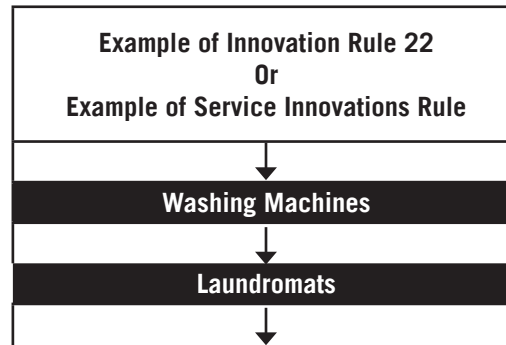 Example of Innovation Rule 22
Or
Example of Service Innovations Rule
Washing Machines
Laundromats